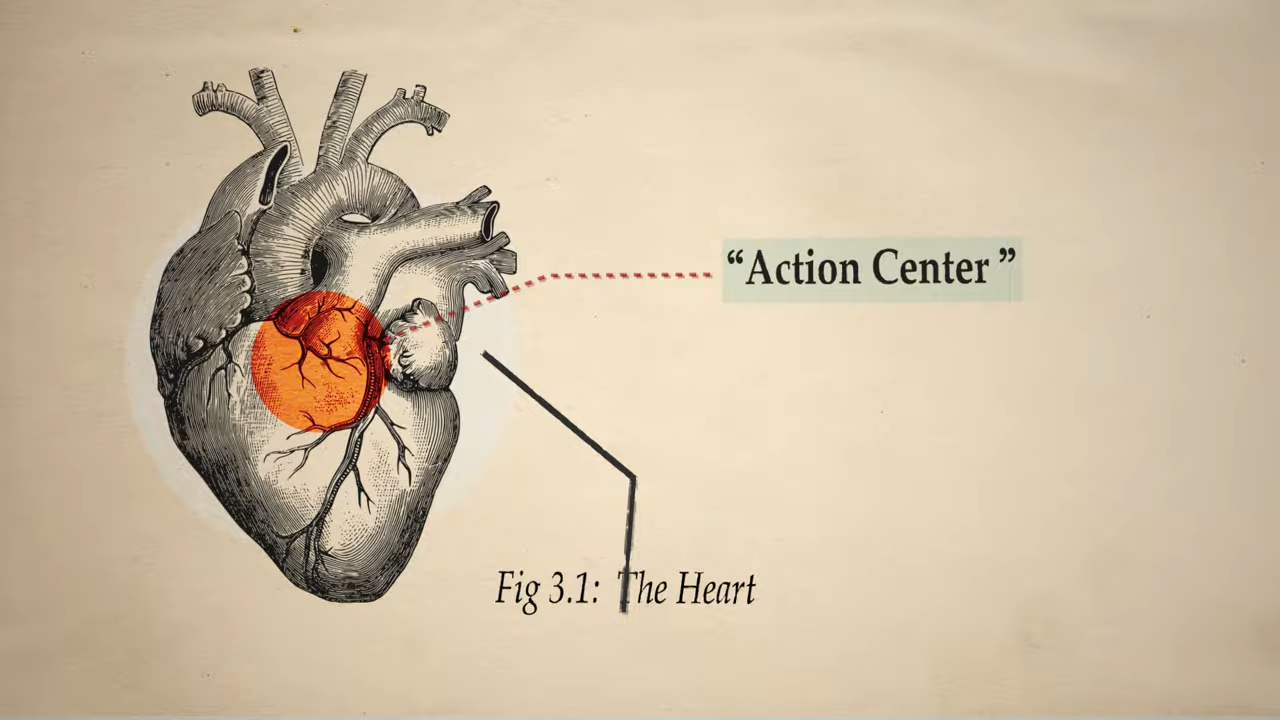 “Action Center ”
Fig 3.1: The Heart